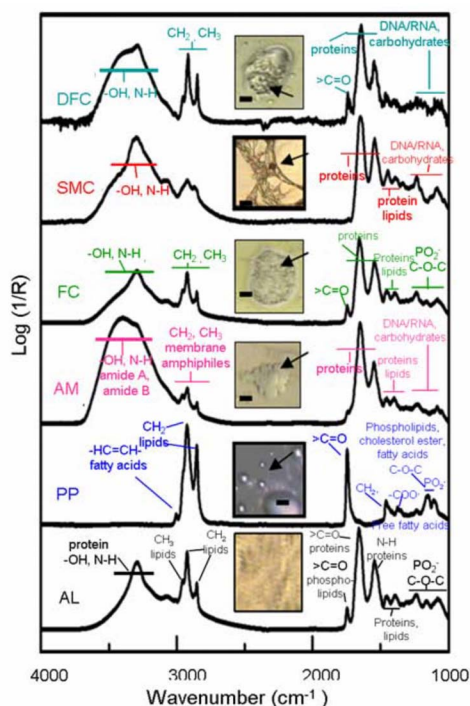 CH₂, CH₃
DNA/RNA,
carbohydrates
proteins
>C=O
-OH, N-H
DFC
DNA/RNA,
carbohydrates
-OH, N-H
proteins
protein
lipids
SMC
-OH, N-H
CH₂, CH₃
proteins
PO₂⁻
Proteins,
lipids
C-O-C
>C=O
FC
CH₂, CH₃
membrane
amphiphiles
DNA/RNA,
carbohydrates
-OH, N-H
amide A,
amide B
proteins
proteins
lipids
AM
CH₂
lipids
>C=O
Phospholipids,
cholesterol ester,
fatty acids
-HC=CH-
fatty acids
C-O-C
PO₂⁻
CH₂,
-COO⁻
Free fatty acids
PP
protein
-OH, N-H
CH₃
lipids
CH₂
lipids
>C=O
proteins
N-H
proteins
>C=O
phospho-
lipids
PO₂⁻
C-O-C
Proteins,
lipids
AL
Log (1/R)
4000 3000 2000 1000
Wavenumber (cm⁻¹)